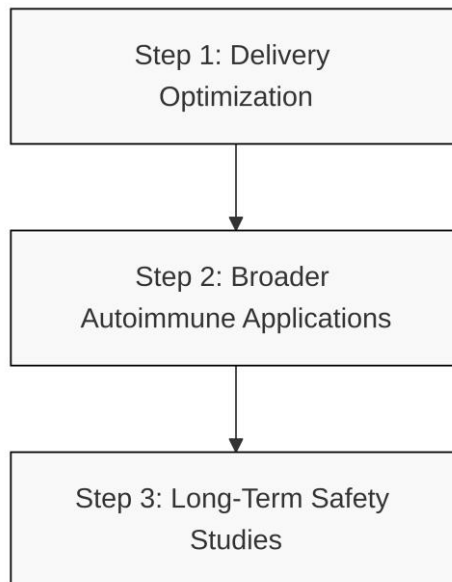 Step 1: Delivery
Optimization
Step 2: Broader
Autoimmune Applications
Step 3: Long-Term Safety
Studies